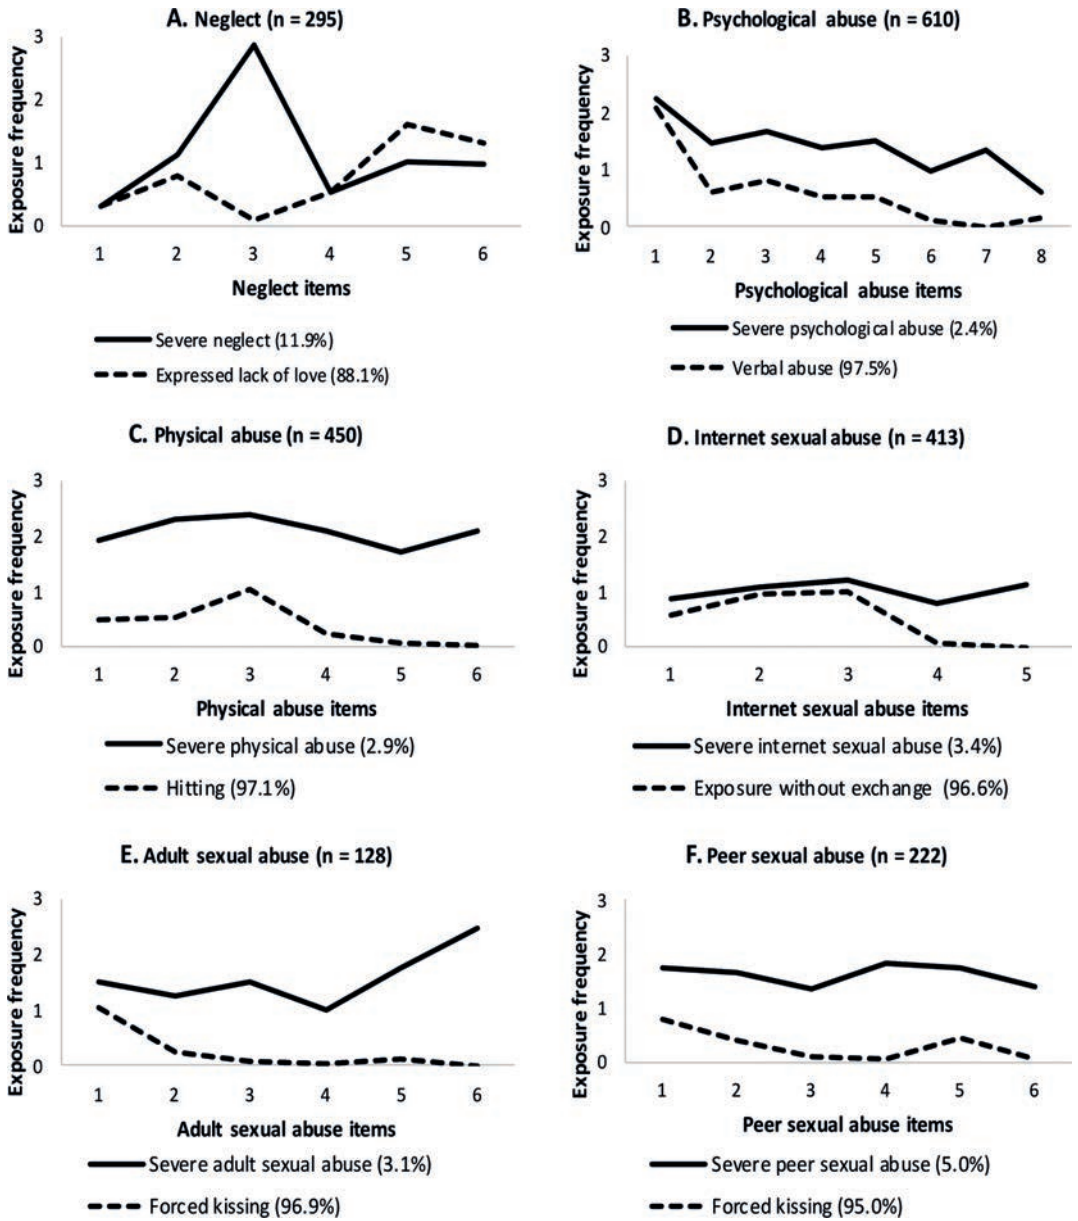 A. Neglect (n = 295)
Exposure frequency
3
2
1
0
1 2 3 4 5 6
Neglect items
Severe neglect (11.9%)
Expressed lack of love (88.1%)
B. Psychological abuse (n = 610)
Exposure frequency
3
2
1
0
1 2 3 4 5 6 7 8
Psychological abuse items
Severe psychological abuse (2.4%)
Verbal abuse (97.5%)
C. Physical abuse (n = 450)
Exposure frequency
3
2
1
0
1 2 3 4 5 6
Physical abuse items
Severe physical abuse (2.9%)
Hitting (97.1%)
D. Internet sexual abuse (n = 413)
Exposure frequency
3
2
1
0
1 2 3 4 5
Internet sexual abuse items
Severe internet sexual abuse (3.4%)
Exposure without exchange (96.6%)
E. Adult sexual abuse (n = 128)
Exposure frequency
3
2
1
0
1 2 3 4 5 6
Adult sexual abuse items
Severe adult sexual abuse (3.1%)
Forced kissing (96.9%)
F. Peer sexual abuse (n = 222)
Exposure frequency
3
2
1
0
1 2 3 4 5 6
Peer sexual abuse items
Severe peer sexual abuse (5.0%)
Forced kissing (95.0%)